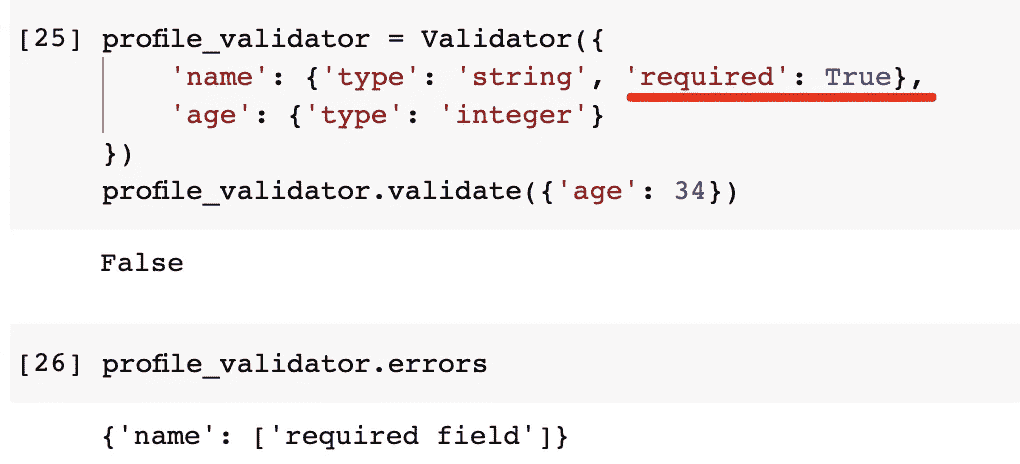 [25] profile_validator = Validator({
'name': {'type': 'string', 'required': True},
'age': {'type': 'integer'}
})
profile_validator.validate({'age': 34})
False
[26] profile_validator.errors
{'name': ['required field']}